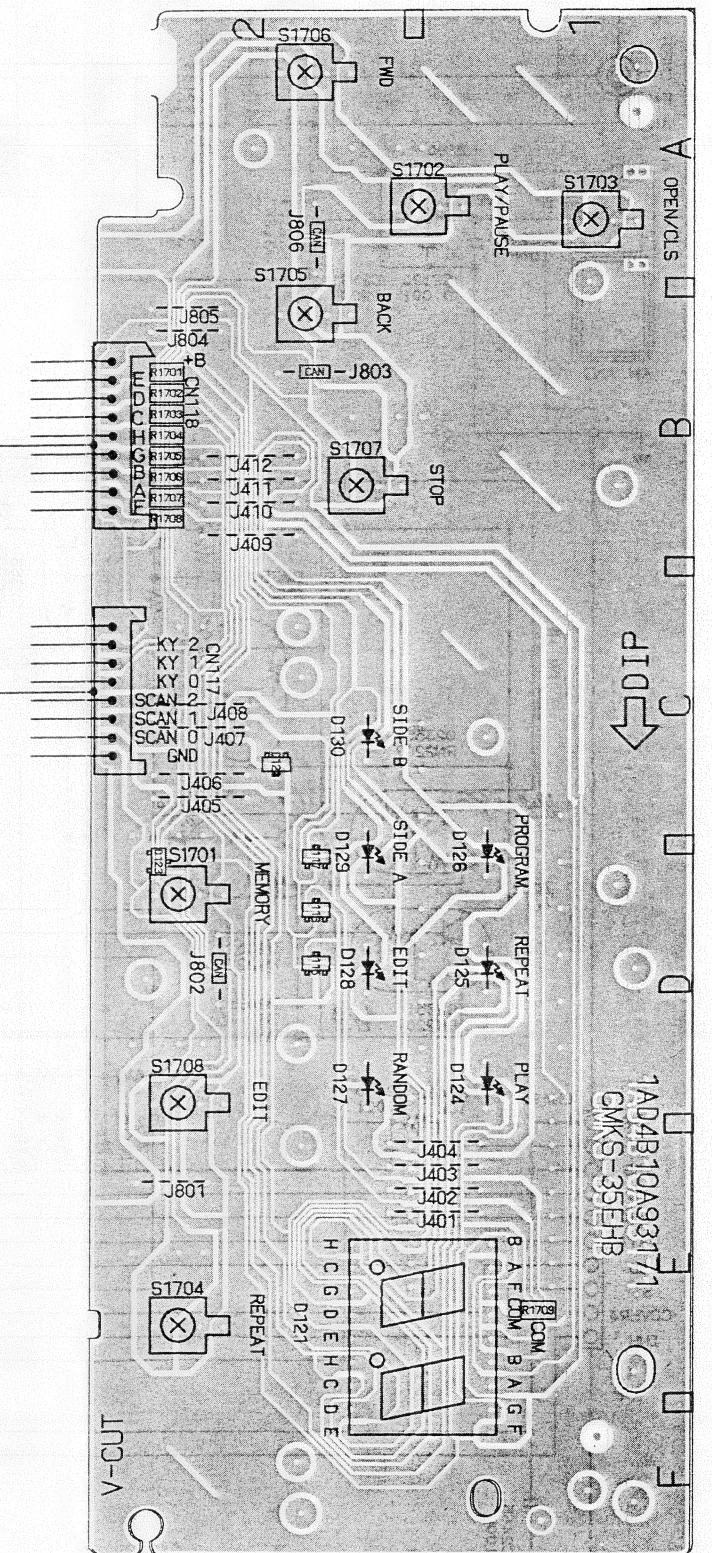 2
1
S1706
FWD
A
S1702
PLAY/PAUSE
S1703
OPEN/CLS
J806
CAN
S1705
BACK
J805
J804
CAN
J803
+B
E
D
C
H
G
B
A
F
R1701
R1702
R1703
R1704
R1705
R1706
R1707
R1708
CN118
B
J412
J411
J410
J409
S1707
STOP
KY 2
KY 1
KY 0
SCAN 2
SCAN 1
SCAN 0
GND
CN117
J408
J407
J406
J405
DIP
C
D130
SIDE B
D129
SIDE A
D126
PROGRAM
D123
S1701
MEMORY
J802
CAN
D128
EDIT
D125
REPEAT
D
S1708
EDIT
D127
RANDOM
D124
PLAY
1AD4B10A93171
CMKS-35EHB
J404
J403
J402
J401
J801
E
H
C
G
D
E
H
C
D
E
B
A
F
COM
R1709
COM
B
A
G
F
D121
S1704
REPEAT
V-CUT
F